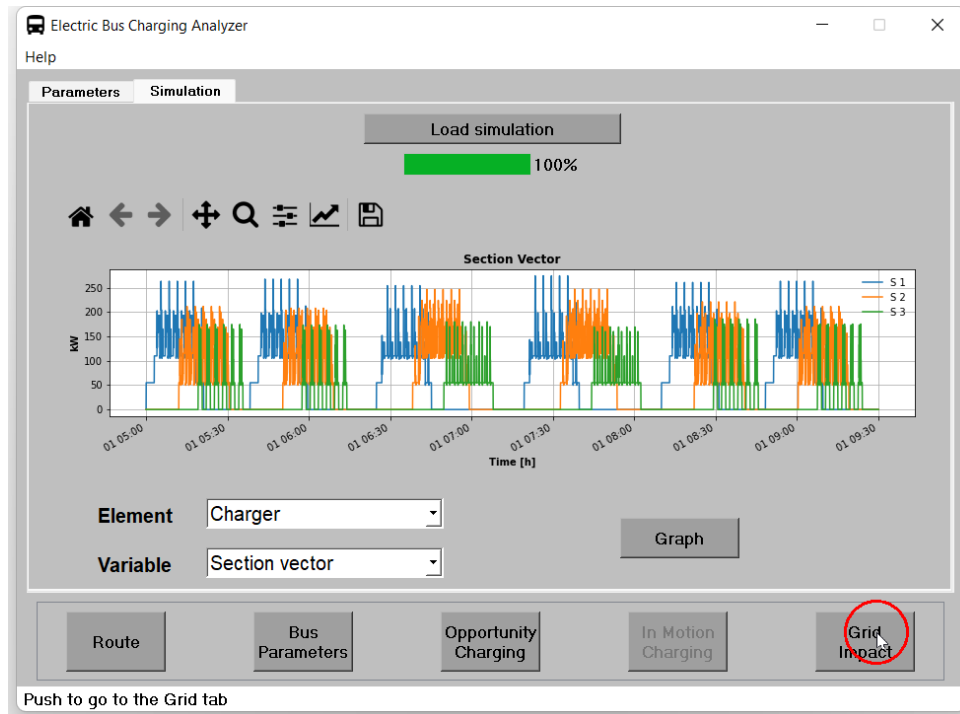 Electric Bus Charging Analyzer
Help
Parameters
Simulation
Load simulation
100%
Section Vector
S 1
S 2
S 3
kW
250
200
150
100
50
0
01 05:00
01 05:30
01 06:00
01 06:30
01 07:00
01 07:30
01 08:00
01 08:30
01 09:00
01 09:30
Time [h]
Element
Charger
Variable
Section vector
Graph
Route
Bus
Parameters
Opportunity
Charging
In Motion
Charging
Grid
Impact
Push to go to the Grid tab